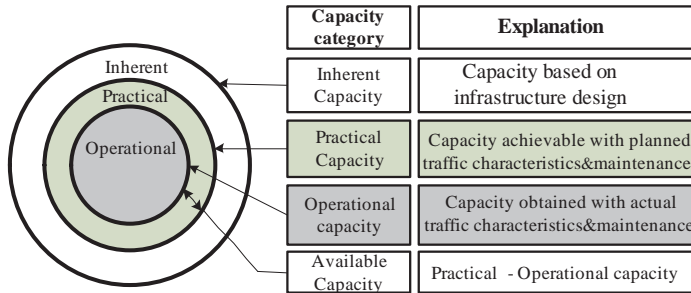 Inherent
Practical
Operational
Capacity
category
Explanation
Inherent
Capacity
Capacity based on
infrastructure design
Practical
Capacity
Capacity achievable with planned
traffic characteristics&maintenance
Operational
capacity
Capacity obtained with actual
traffic characteristics&maintenance
Available
Capacity
Practical - Operational capacity